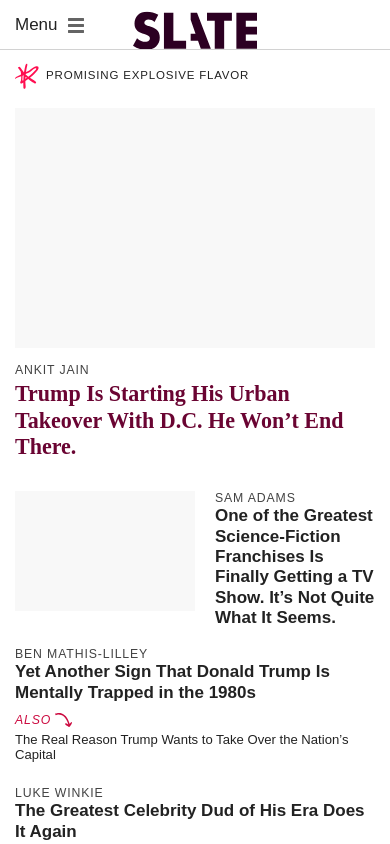 Menu
SLATE
PROMISING EXPLOSIVE FLAVOR
ANKIT JAIN
Trump Is Starting His Urban
Takeover With D.C. He Won’t End
There.
SAM ADAMS
One of the Greatest
Science-Fiction
Franchises Is
Finally Getting a TV
Show. It’s Not Quite
What It Seems.
BEN MATHIS-LILLEY
Yet Another Sign That Donald Trump Is
Mentally Trapped in the 1980s
ALSO
The Real Reason Trump Wants to Take Over the Nation’s
Capital
LUKE WINKIE
The Greatest Celebrity Dud of His Era Does
It Again